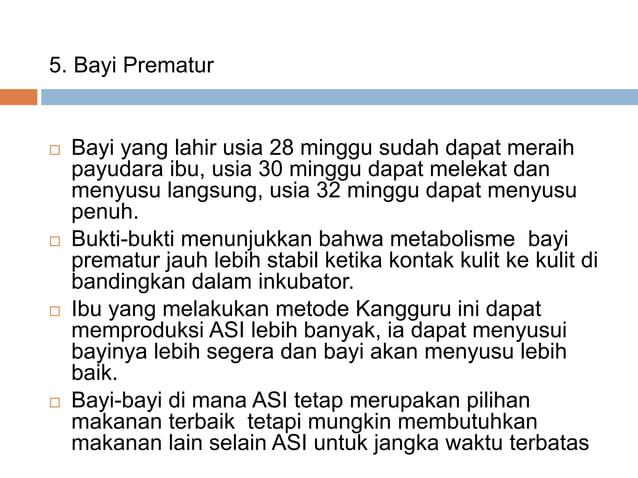 5. Bayi Prematur
Bayi yang lahir usia 28 minggu sudah dapat meraih
payudara ibu, usia 30 minggu dapat melekat dan
menyusu langsung, usia 32 minggu dapat menyusu
penuh.
Bukti-bukti menunjukkan bahwa metabolisme  bayi
prematur jauh lebih stabil ketika kontak kulit ke kulit di
bandingkan dalam inkubator.
Ibu yang melakukan metode Kangguru ini dapat
memproduksi ASI lebih banyak, ia dapat menyusui
bayinya lebih segera dan bayi akan menyusu lebih
baik.
Bayi-bayi di mana ASI tetap merupakan pilihan
makanan terbaik  tetapi mungkin membutuhkan
makanan lain selain ASI untuk jangka waktu terbatas